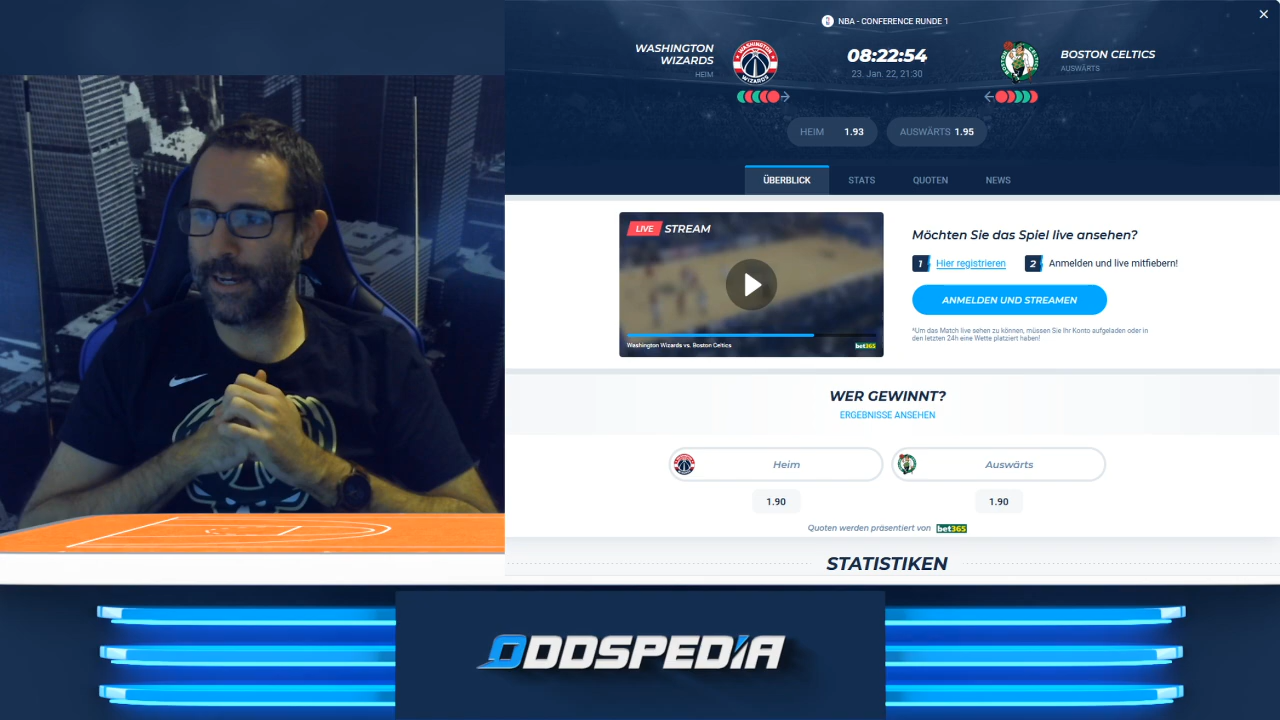 NBA - CONFERENCE RUNDE 1
WASHINGTON
WIZARDS
HEIM
WASHINGTON
WIZARDS
08:22:54
23. Jan. 22, 21:30
BOSTON CELTICS
AUSWÄRTS
HEIM 1.93
AUSWÄRTS 1.95
ÜBERBLICK
STATS
QUOTEN
NEWS
LIVE STREAM
Washington Wizards vs. Boston Celtics
bet365
Möchten Sie das Spiel live ansehen?
1 Hier registrieren
2 Anmelden und live mitfiebern!
ANMELDEN UND STREAMEN
*Um das Match live sehen zu können, müssen Sie Ihr Konto aufgeladen oder in
den letzten 24h eine Wette platziert haben!
WER GEWINNT?
ERGEBNISSE ANSEHEN
Heim
Auswärts
1.90
1.90
Quoten werden präsentiert von bet365
STATISTIKEN
ODDSPEDIA